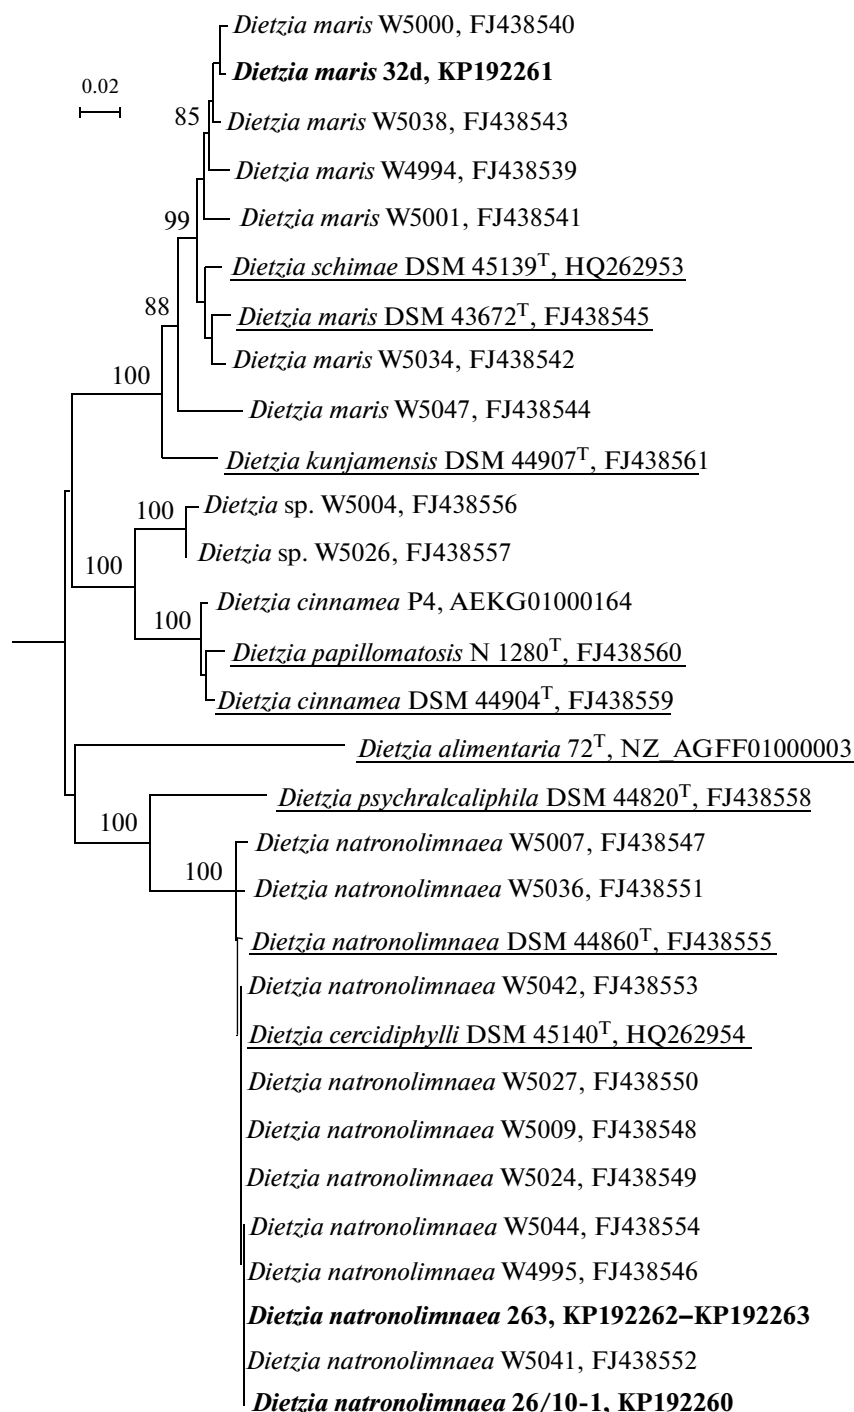 Dietzia maris W5000, FJ438540
Dietzia maris 32d, KP192261
0.02
85
Dietzia maris W5038, FJ438543
Dietzia maris W4994, FJ438539
99
Dietzia maris W5001, FJ438541
Dietzia schimae DSM 45139T, HQ262953
88
Dietzia maris DSM 43672T, FJ438545
Dietzia maris W5034, FJ438542
100
Dietzia maris W5047, FJ438544
Dietzia kunjamensis DSM 44907T, FJ438561
100
Dietzia sp. W5004, FJ438556
Dietzia sp. W5026, FJ438557
100
Dietzia cinnamea P4, AEKG01000164
100
Dietzia papillomatosis N 1280T, FJ438560
Dietzia cinnamea DSM 44904T, FJ438559
Dietzia alimentaria 72T, NZ_AGFF01000003
Dietzia psychralcaliphila DSM 44820T, FJ438558
100
Dietzia natronolimnaea W5007, FJ438547
100
Dietzia natronolimnaea W5036, FJ438551
Dietzia natronolimnaea DSM 44860T, FJ438555
Dietzia natronolimnaea W5042, FJ438553
Dietzia cercidiphylli DSM 45140T, HQ262954
Dietzia natronolimnaea W5027, FJ438550
Dietzia natronolimnaea W5009, FJ438548
Dietzia natronolimnaea W5024, FJ438549
Dietzia natronolimnaea W5044, FJ438554
Dietzia natronolimnaea W4995, FJ438546
Dietzia natronolimnaea 263, KP192262–KP192263
Dietzia natronolimnaea W5041, FJ438552
Dietzia natronolimnaea 26/10-1, KP192260